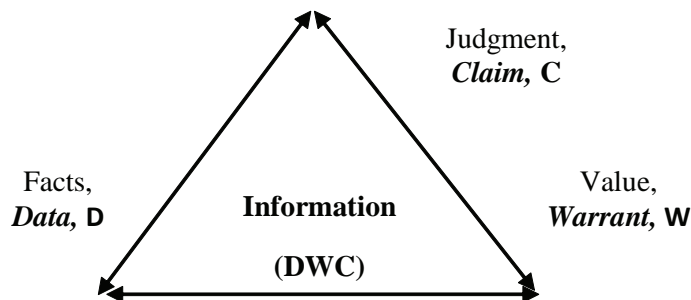 Judgment,
Claim, C
Facts,
Data, D
Value,
Warrant, W
Information
(DWC)